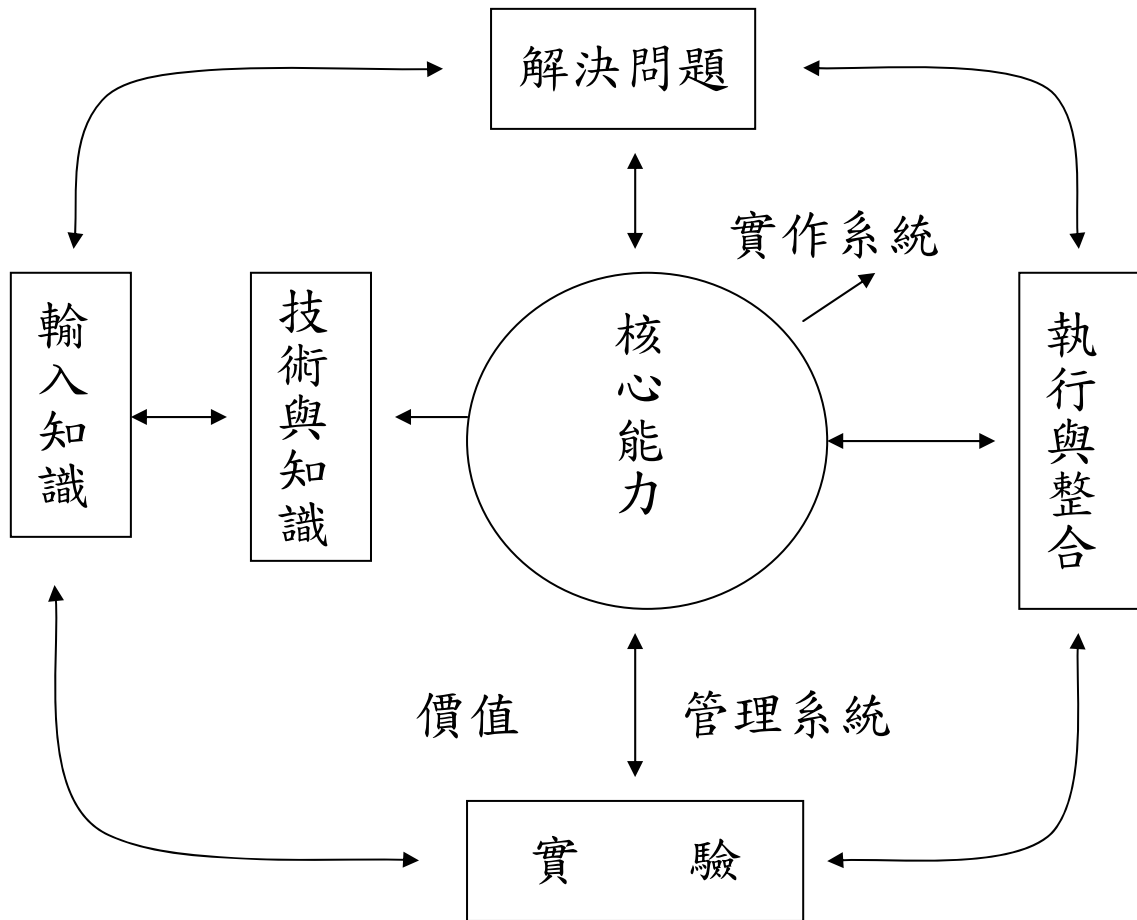 解決問題
實作系統
輸入知識
技術與知識
核心能力
執行與整合
價值
管理系統
實驗